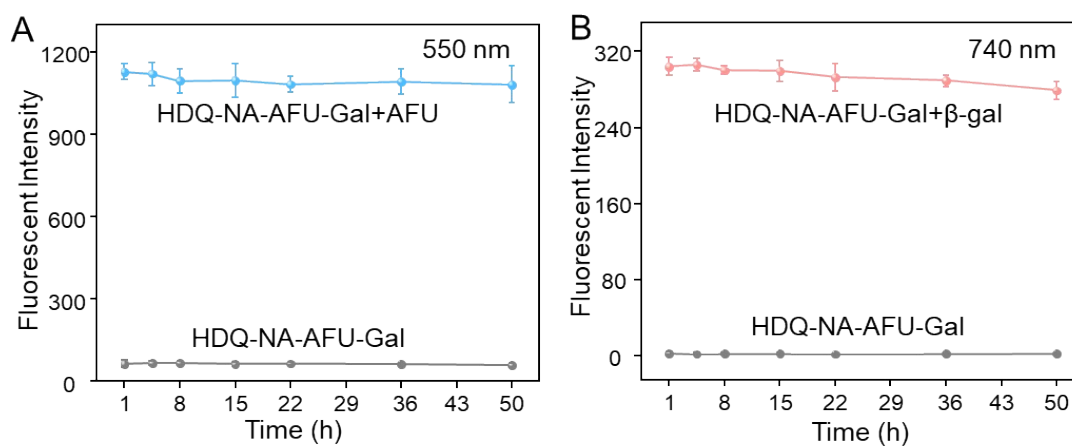 A
550 nm
1200
900
600
300
0
Fluorescent Intensity
HDQ-NA-AFU-Gal+AFU
HDQ-NA-AFU-Gal
1 8 15 22 29 36 43 50
Time (h)
B
740 nm
320
240
160
80
0
Fluorescent Intensity
HDQ-NA-AFU-Gal+β-gal
HDQ-NA-AFU-Gal
1 8 15 22 29 36 43 50
Time (h)